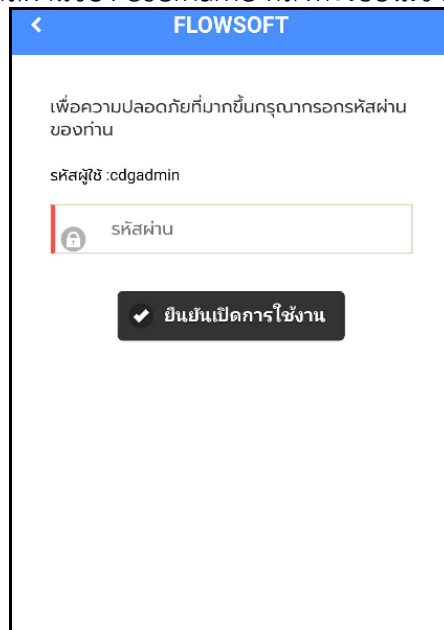 FLOWSOFT
เพื่อความปลอดภัยที่มากขึ้นกรุณากรอกรหัสผ่าน
ของท่าน
รหัสผู้ใช้ :cdgadmin
รหัสผ่าน
ยืนยันเปิดการใช้งาน